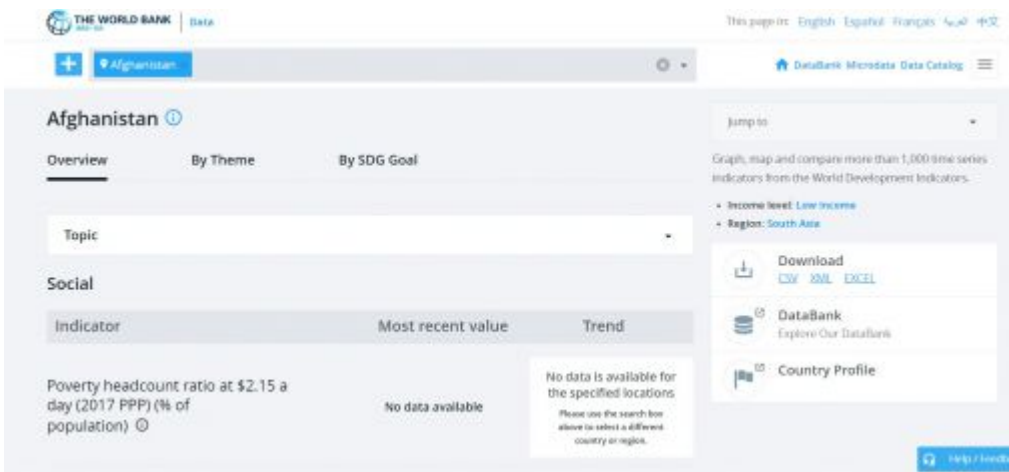 THE WORLD BANK Data
This page in: English Español Français العربية 中文
Afghanistan
DataBank Microdata Data Catalog
Afghanistan
Jump to
Overview By Theme By SDG Goal
Graph, map and compare more than 1,000 time series
indicators from the World Development Indicators.
• Income level: Low income
• Region: South Asia
Topic
Download
CSV XML EXCEL
Social
Indicator Most recent value Trend
DataBank
Explore Our DataBank
Country Profile
Poverty headcount ratio at $2.15 a
day (2017 PPP) (% of
population)
No data available
No data is available for
the specified locations
Please use the search box
above to select a different
country or region.
Help / Feedb